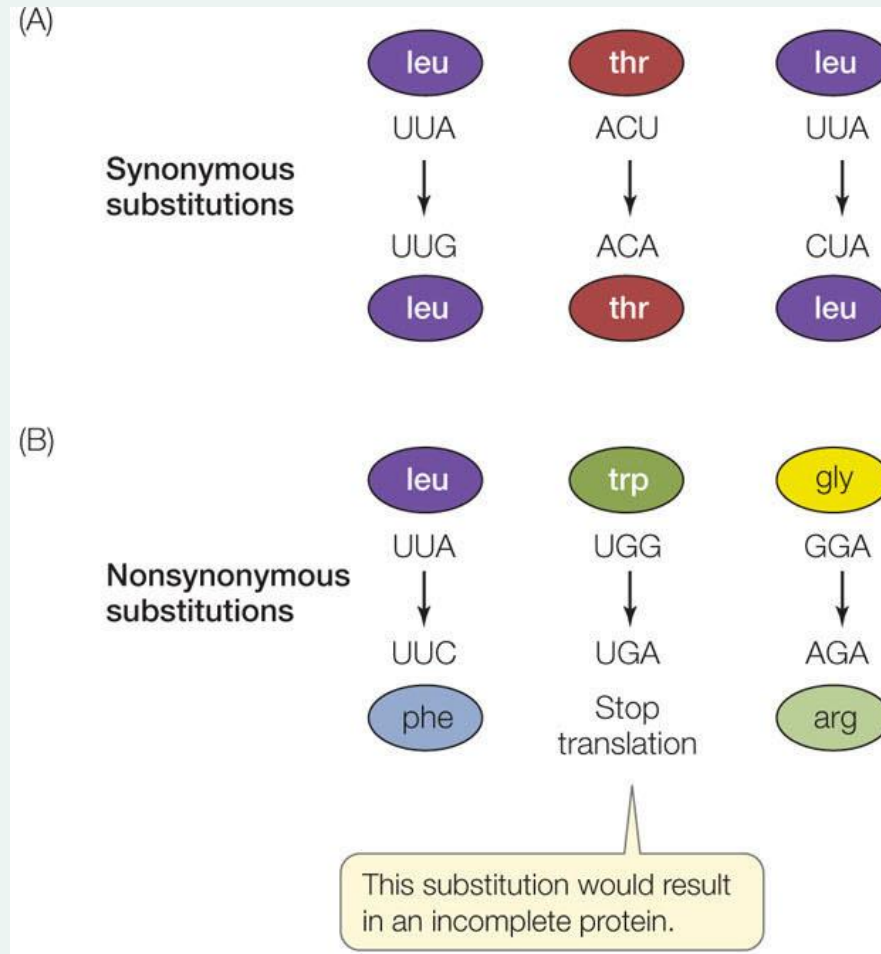 (A)
leu thr leu
UUA ACU UUA
Synonymous
substitutions
UUG ACA CUA
leu thr leu
(B)
leu trp gly
UUA UGG GGA
Nonsynonymous
substitutions
UUC UGA AGA
phe Stop translation arg
This substitution would result
in an incomplete protein.